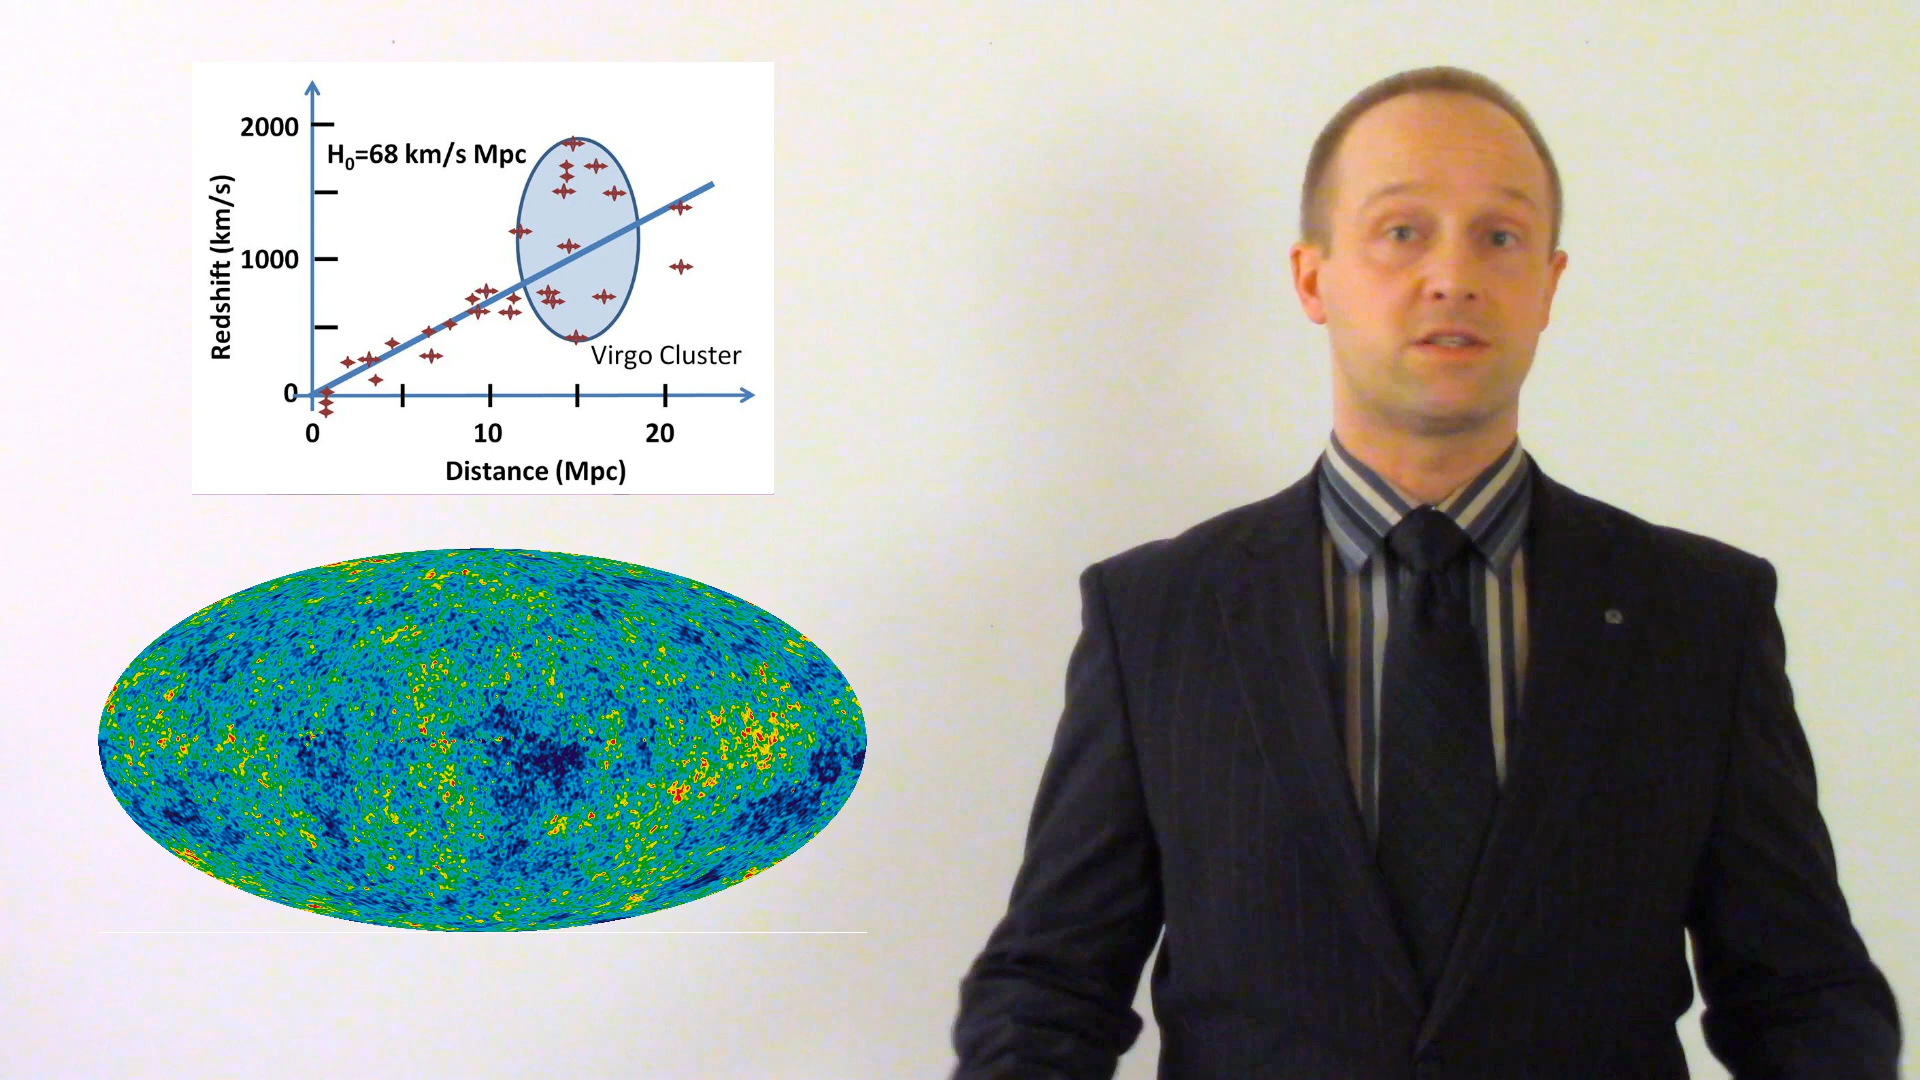 2000
H₀=68 km/s Mpc
1000
Redshift (km/s)
Virgo Cluster
0
0 10 20
Distance (Mpc)